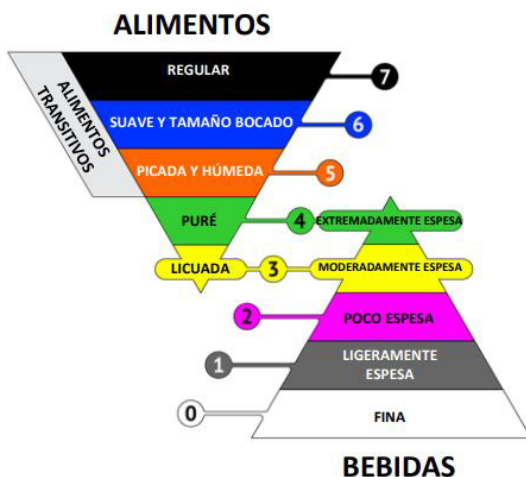 ALIMENTOS
ALIMENTOS
TRANSITIVOS
REGULAR
7
SUAVE Y TAMAÑO BOCADO
6
PICADA Y HÚMEDA
5
PURÉ
4
EXTREMADAMENTE ESPESA
LICUADA
3
MODERADAMENTE ESPESA
2
POCO ESPESA
1
LIGERAMENTE
ESPESA
0
FINA
BEBIDAS